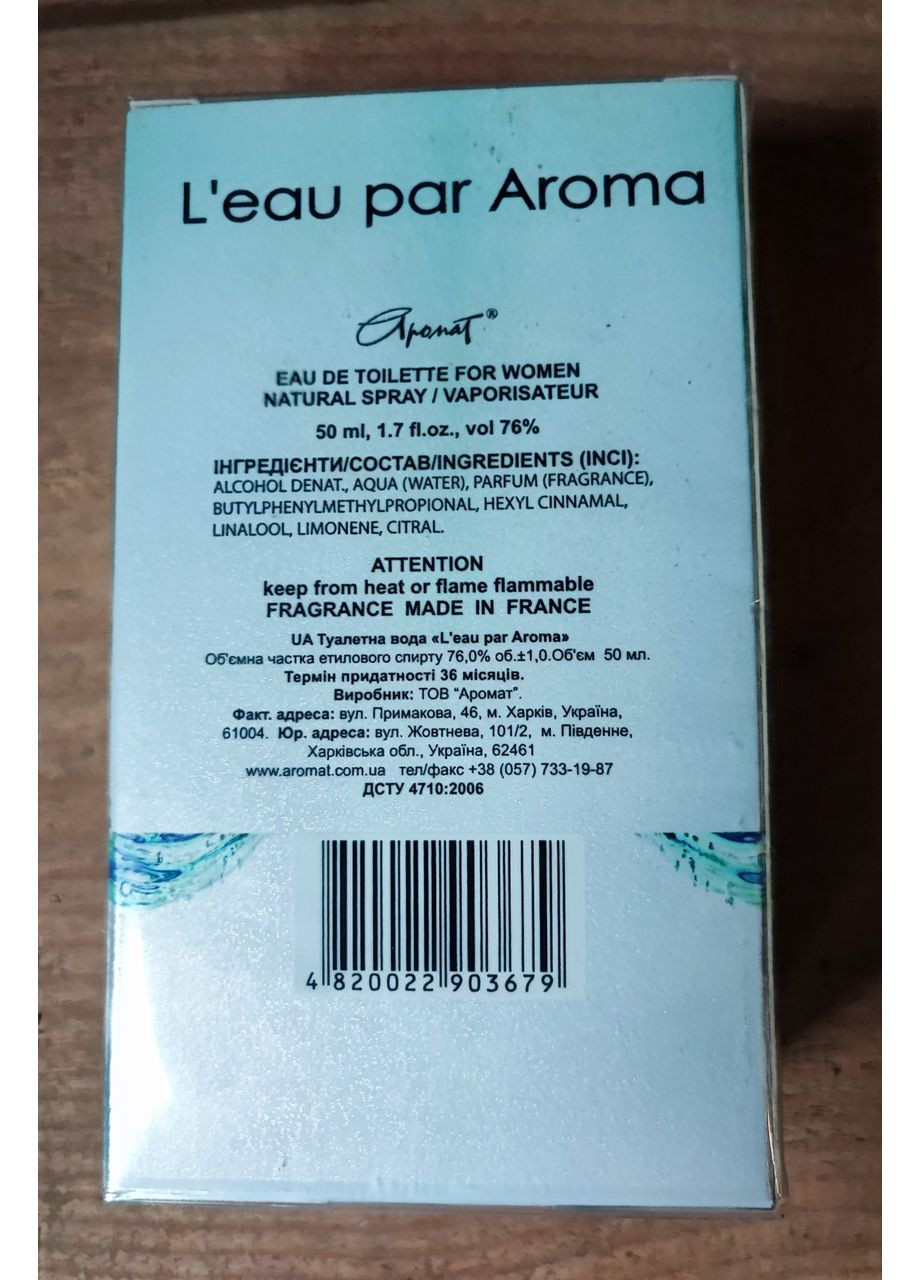 L'eau par Aroma
Аромат®
EAU DE TOILETTE FOR WOMEN
NATURAL SPRAY / VAPORISATEUR
50 ml, 1.7 fl.oz., vol 76%
ІНГРЕДІЄНТИ/СОСТАВ/INGREDIENTS (INCI):
ALCOHOL DENAT., AQUA (WATER), PARFUM (FRAGRANCE),
BUTYLPHENYLMETHYLPROPIONAL, HEXYL CINNAMAL,
LINALOOL, LIMONENE, CITRAL.
ATTENTION
keep from heat or flame flammable
FRAGRANCE MADE IN FRANCE
UA Туалетна вода «L'eau par Aroma»
Об'ємна частка етилового спирту 76,0% об.±1,0.Об'єм 50 мл.
Термін придатності 36 місяців.
Виробник: ТОВ "Аромат".
Факт. адреса: вул. Примакова, 46, м. Харків, Україна,
61004. Юр. адреса: вул. Жовтнева, 101/2, м. Південне,
Харківська обл., Україна, 62461
www.aromat.com.ua тел/факс +38 (057) 733-19-87
ДСТУ 4710:2006
4 820022 903679